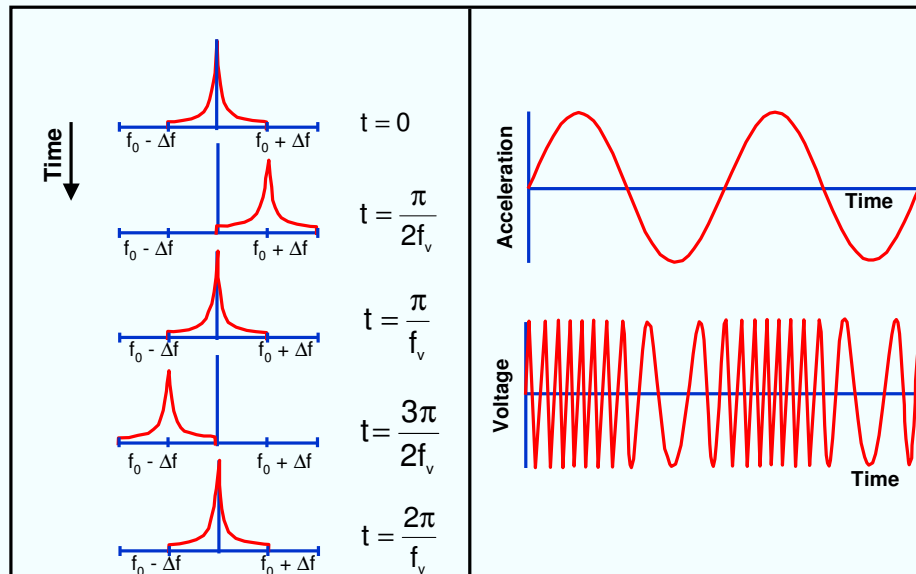 Time
f₀ - Δf f₀ + Δf
t = 0
f₀ - Δf f₀ + Δf
t = π/2fᵥ
f₀ - Δf f₀ + Δf
t = π/fᵥ
f₀ - Δf f₀ + Δf
t = 3π/2fᵥ
f₀ - Δf f₀ + Δf
t = 2π/fᵥ
Acceleration
Time
Voltage
Time